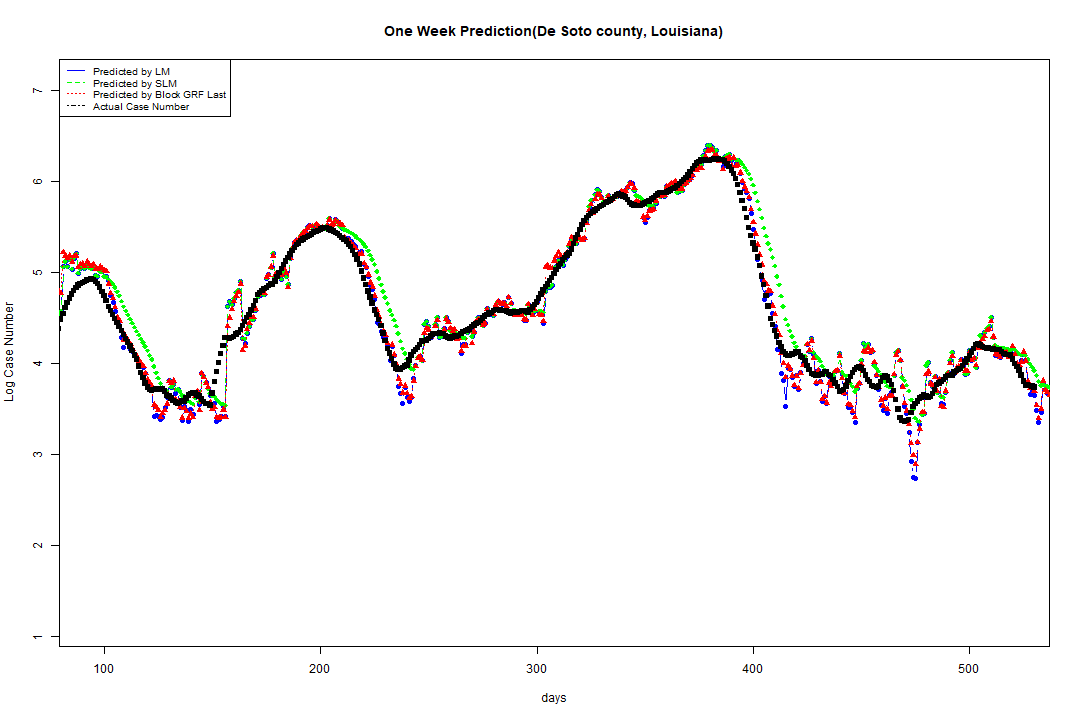 One Week Prediction(De Soto county, Louisiana)
Predicted by LM
Predicted by SLM
Predicted by Block GRF Last
Actual Case Number
7
6
5
4
3
2
1
Log Case Number
100 200 300 400 500
days